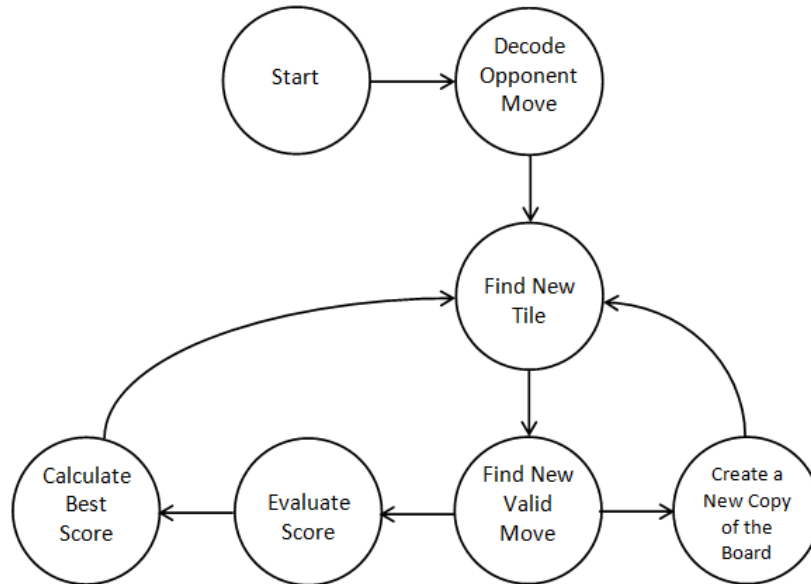 Start
Decode
Opponent
Move
Find New
Tile
Calculate
Best
Score
Evaluate
Score
Find New
Valid
Move
Create a
New Copy
of the
Board